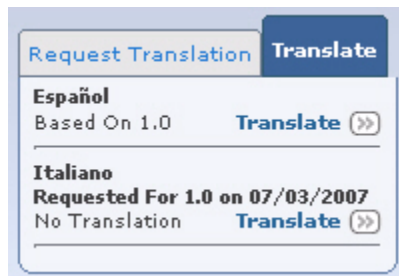 Request Translation Translate
Español
Based On 1.0 Translate
Italiano
Requested For 1.0 on 07/03/2007
No Translation Translate